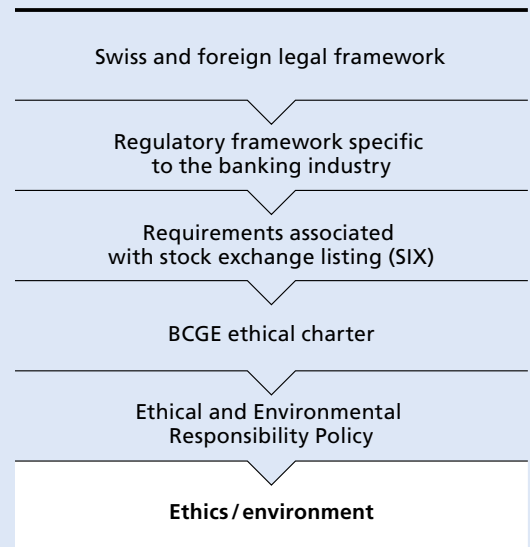 Swiss and foreign legal framework
Regulatory framework specific
to the banking industry
Requirements associated
with stock exchange listing (SIX)
BCGE ethical charter
Ethical and Environmental
Responsibility Policy
Ethics / environment